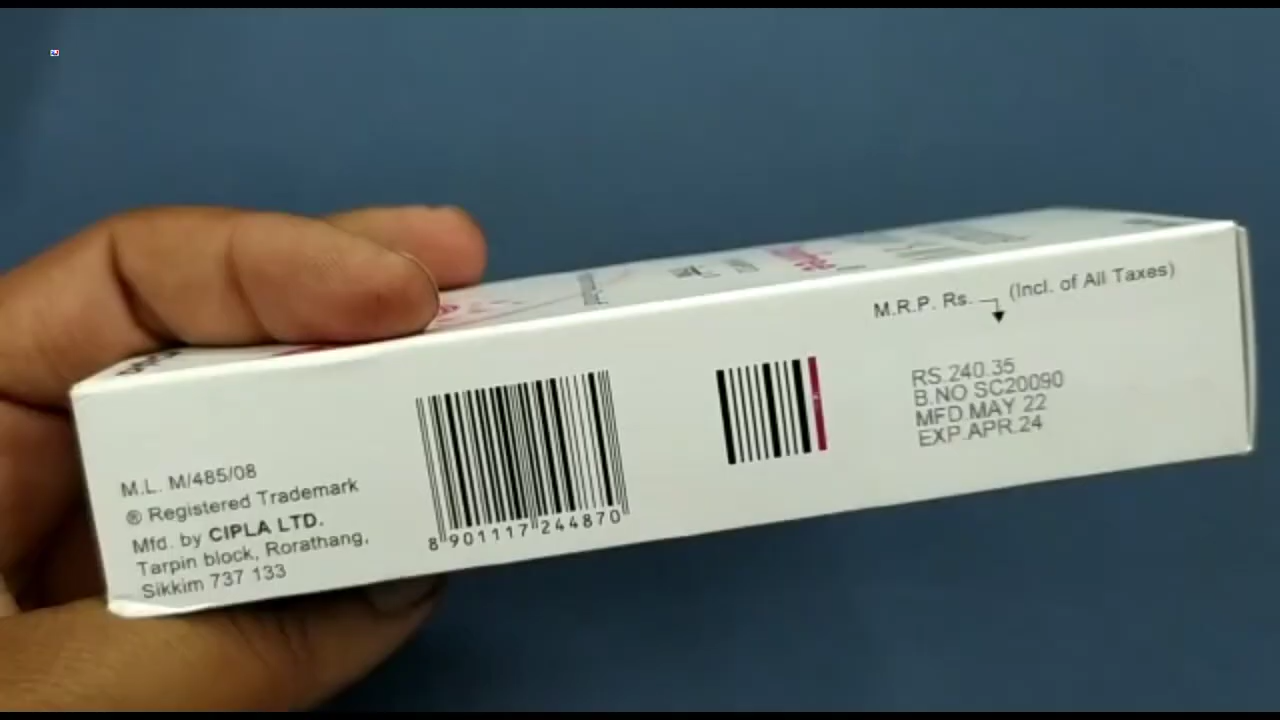 M.L. M/485/08
® Registered Trademark
Mfd. by CIPLA LTD.
Tarpin block, Rorathang,
Sikkim 737 133
8 901117 244870
M.R.P. Rs. (Incl. of All Taxes)
RS.240.35
B.NO SC20090
MFD.MAY 22
EXP.APR.24